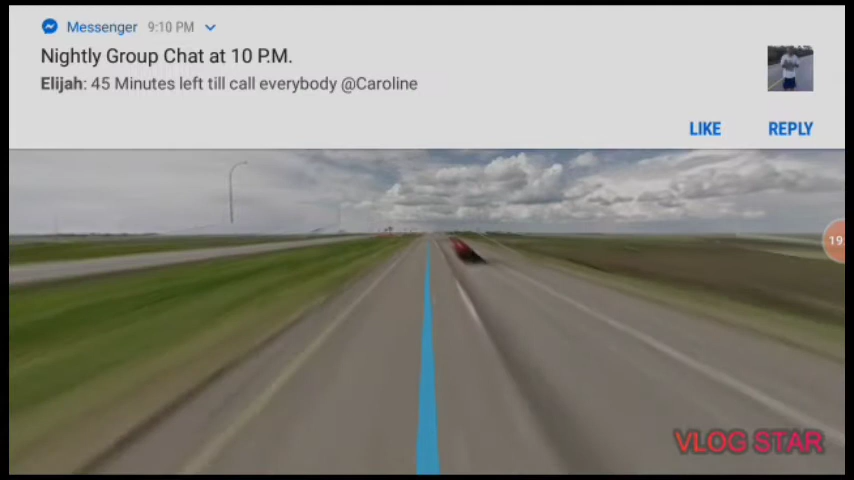 Messenger 9:10 PM
Nightly Group Chat at 10 P.M.
Elijah: 45 Minutes left till call everybody @Caroline
LIKE REPLY
19
VLOG STAR